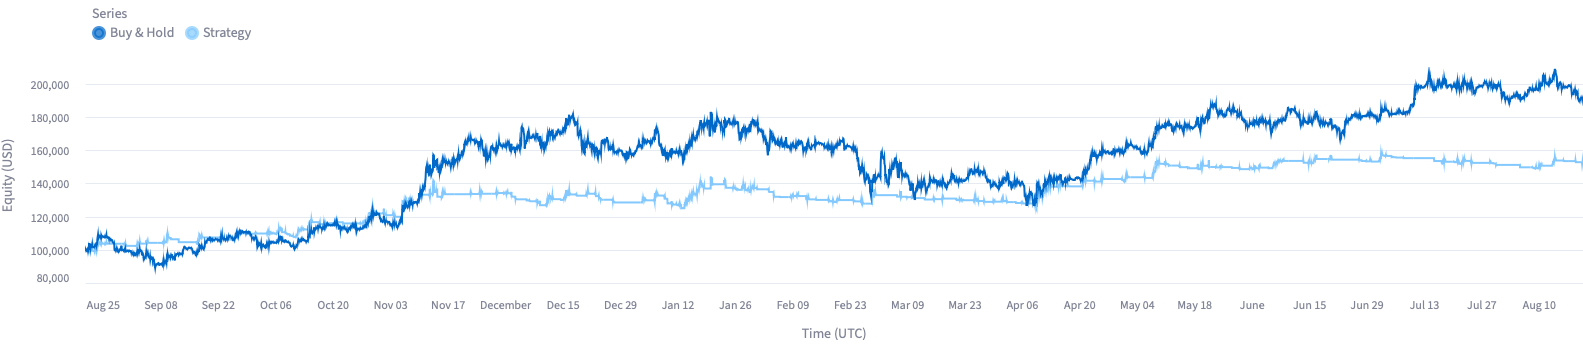 Series
Buy & Hold Strategy
Equity (USD)
200,000
180,000
160,000
140,000
120,000
100,000
80,000
Aug 25 Sep 08 Sep 22 Oct 06 Oct 20 Nov 03 Nov 17 December Dec 15 Dec 29 Jan 12 Jan 26 Feb 09 Feb 23 Mar 09 Mar 23 Apr 06 Apr 20 May 04 May 18 June Jun 15 Jun 29 Jul 13 Jul 27 Aug 10
Time (UTC)